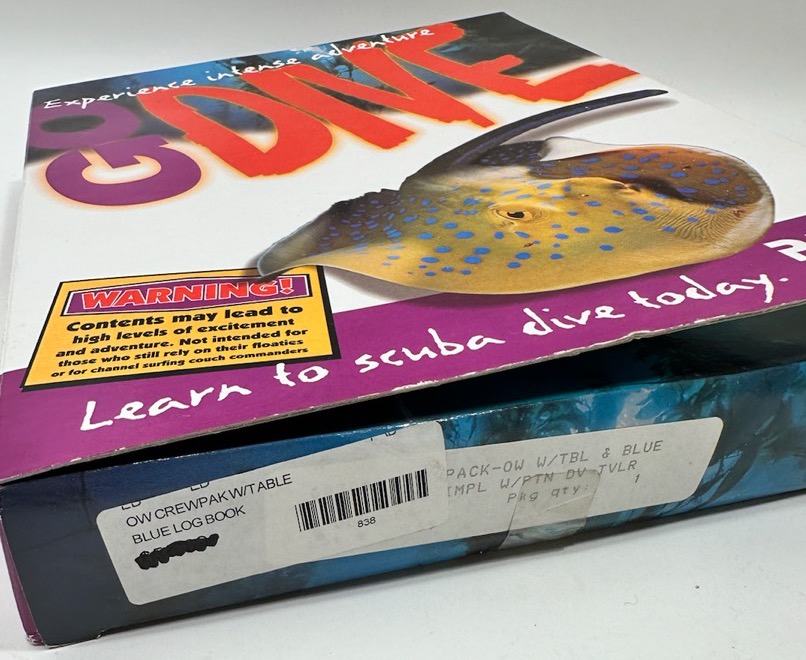 Experience intense adventure
GO DIVE
WARNING!
Contents may lead to
high levels of excitement
and adventure. Not intended for
those who still rely on their floaties
or for channel surfing couch commanders
Learn to scuba dive today.
OW CREWPAK W/TABLE
BLUE LOG BOOK
838
PACK-OW W/TBL & BLUE
IMPL W/PTN DV TVLR
Pkg qty: 1